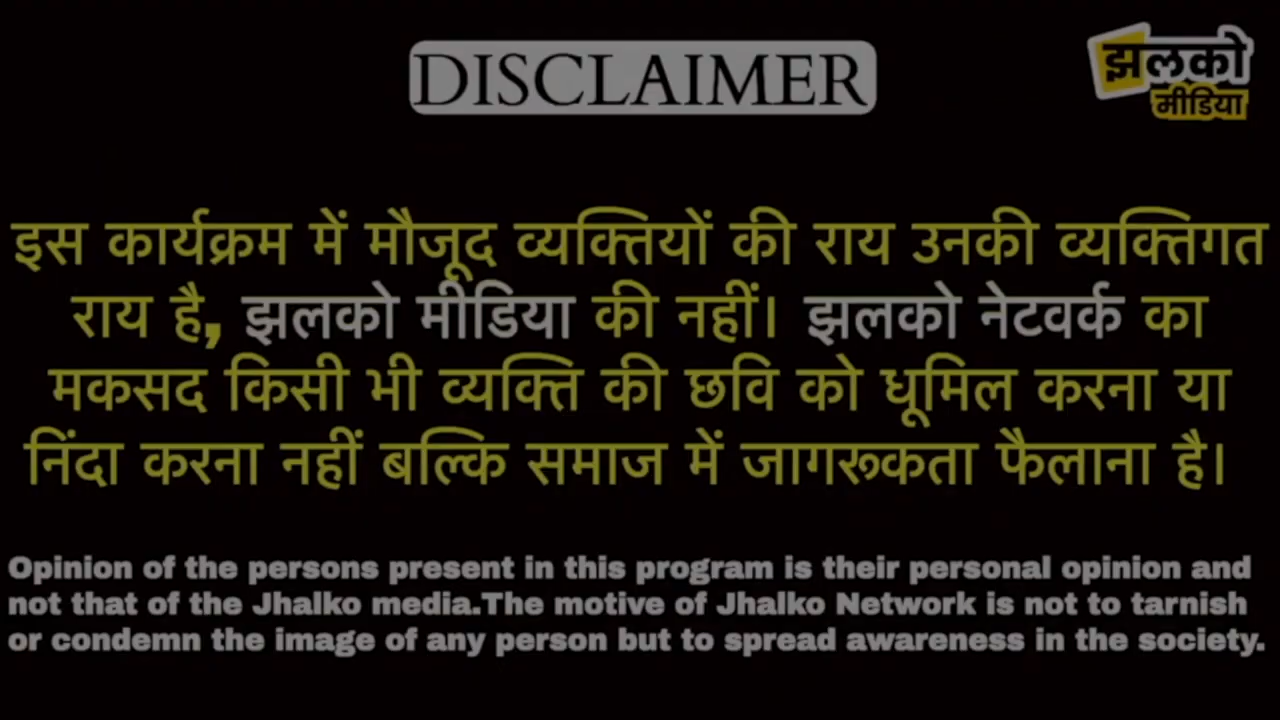 DISCLAIMER
झलको
मीडिया
इस कार्यक्रम में मौजूद व्यक्तियों की राय उनकी व्यक्तिगत
राय है, झलको मीडिया की नहीं। झलको नेटवर्क का
मकसद किसी भी व्यक्ति की छवि को धूमिल करना या
निंदा करना नहीं बल्कि समाज में जागरूकता फैलाना है।
Opinion of the persons present in this program is their personal opinion and
not that of the Jhalko media.The motive of Jhalko Network is not to tarnish
or condemn the image of any person but to spread awareness in the society.